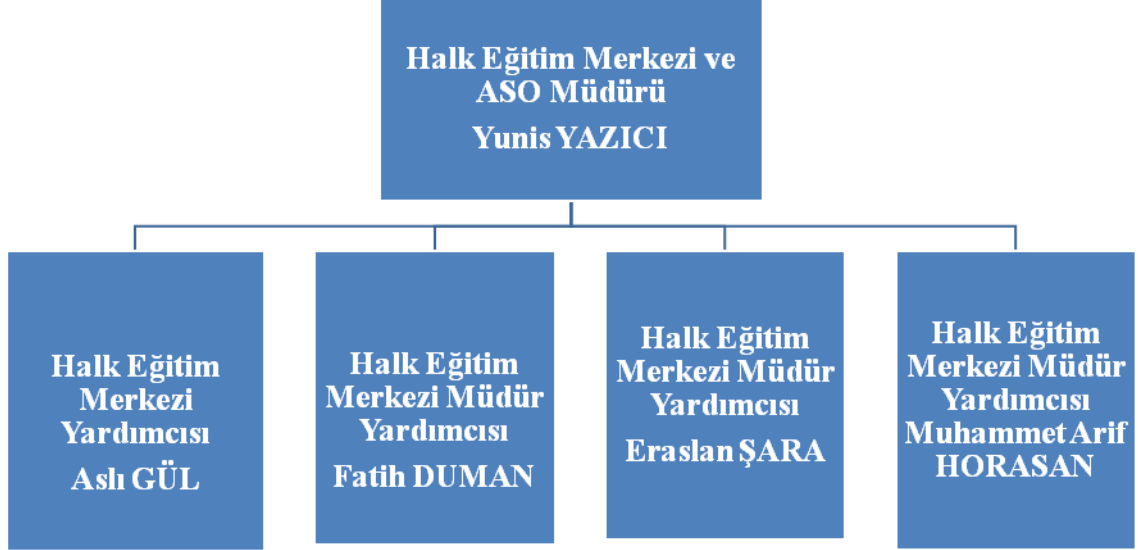 Halk Eğitim Merkezi ve
ASO Müdürü
Yunis YAZICI
Halk Eğitim
Merkezi
Yardımcısı
Aslı GÜL
Halk Eğitim
Merkezi Müdür
Yardımcısı
Fatih DUMAN
Halk Eğitim
Merkezi Müdür
Yardımcısı
Eraslan ŞARA
Halk Eğitim
Merkezi Müdür
Yardımcısı
Muhammet Arif
HORASAN